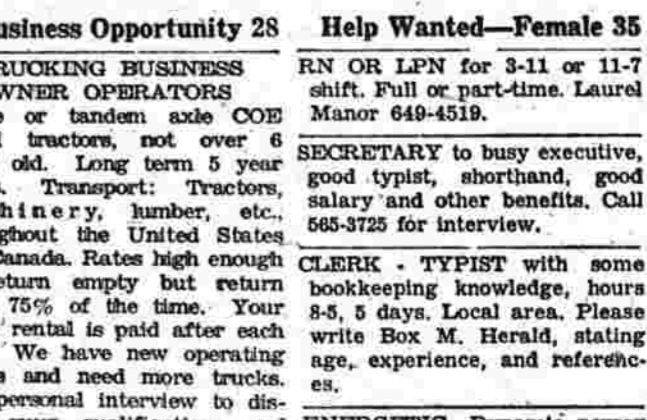 usiness Opportunity 28
RUCKING BUSINESS
WNER OPERATORS
or tandem axle COE
tractors, not over 6
old. Long term 5 year
Transport: Tractors,
hinery, lumber, etc.,
ghout the United States
Canada. Rates high enough
eturn empty but return
75% of the time. Your
rental is paid after each
We have new operating
and need more trucks.
personal interview to dis-
Help Wanted—Female 35
RN OR LPN for 3-11 or 11-7
shift. Full or part-time. Laurel
Manor 649-4519.
SECRETARY to busy executive,
good typist, shorthand, good
salary and other benefits. Call
565-3725 for interview.
CLERK - TYPIST with some
bookkeeping knowledge, hours
8-5, 5 days. Local area. Please
write Box M. Herald, stating
age, experience, and referenc-
es.